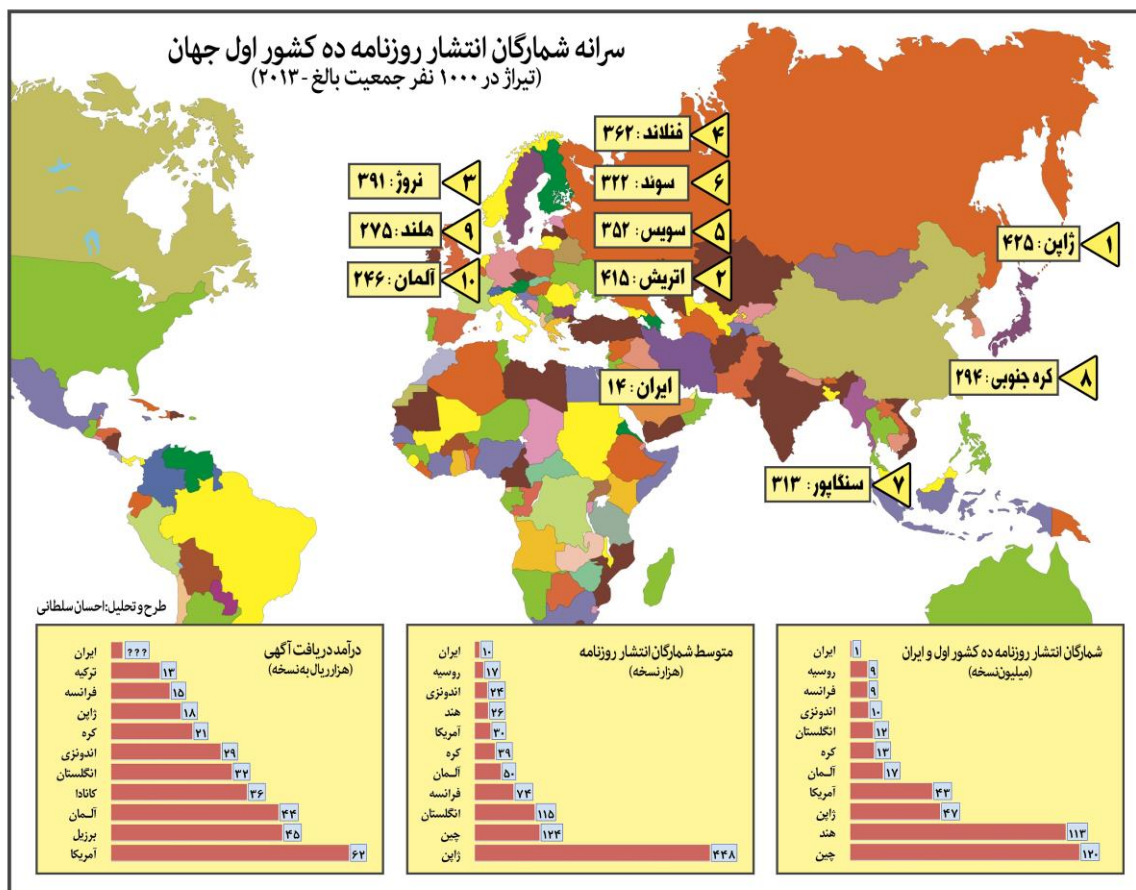 سرانه شمارگان انتشار روزنامه ده کشور اول جهان
(تیراژ در ۱۰۰۰ نفر جمعیت بالغ - ۲۰۱۳)
فنلاند: ۳۶۲ ۴
سوند: ۳۲۲ ۶
سویس: ۳۵۲ ۵
اتریش: ۴۱۵ ۲
نروژ: ۳۹۱ ۳
هلند: ۲۷۵ ۹
آلمان: ۲۴۶ ۱۰
ژاپن: ۴۲۵ ۱
کره جنوبی: ۲۹۴ ۸
ایران: ۱۴
سنگاپور: ۳۱۳ ۷
طرح و تحلیل: احسان سلطانی
شمارگان انتشار روزنامه ده کشور اول و ایران
(میلیون نسخه)
ایران ۱
روسیه ۹
فرانسه ۹
اندونزی ۱۰
انگلستان ۱۲
کره ۱۳
آلمان ۱۷
آمریکا ۴۳
ژاپن ۴۷
هند ۱۱۳
چین ۱۲۰
متوسط شمارگان انتشار روزنامه
(هزار نسخه)
ایران ۱۰
روسیه ۱۷
اندونزی ۲۴
هند ۲۶
آمریکا ۳۰
کره ۳۹
آلمان ۵۰
فرانسه ۷۴
انگلستان ۱۱۵
چین ۱۲۴
ژاپن ۴۴۸
درآمد دریافت آگهی
(هزار ریال به نسخه)
ایران ؟؟؟
ترکیه ۱۳
فرانسه ۱۵
ژاپن ۱۸
کره ۲۱
اندونزی ۲۹
انگلستان ۳۲
کانادا ۳۶
آلمان ۴۴
برزیل ۴۵
آمریکا ۶۲